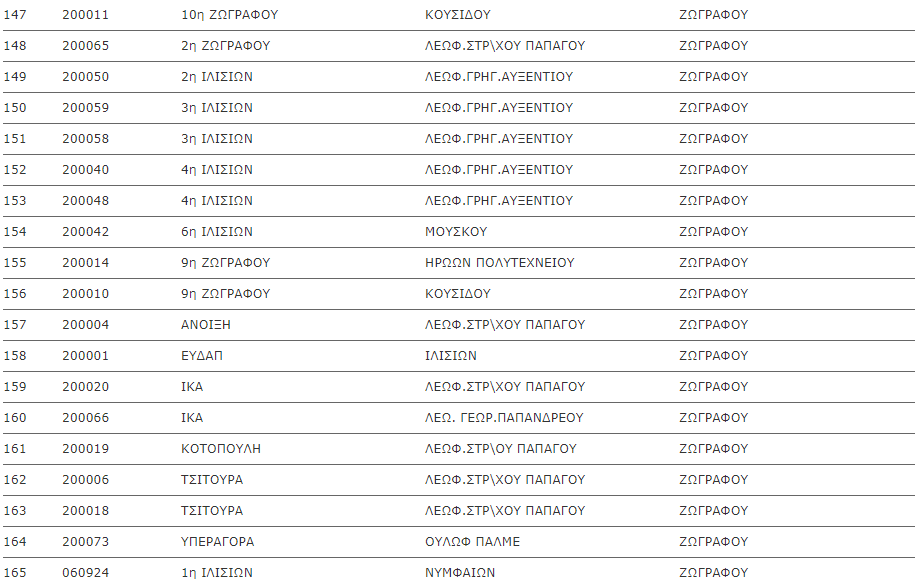 147 200011 10η ΖΩΓΡΑΦΟΥ ΚΟΥΣΙΔΟΥ ΖΩΓΡΑΦΟΥ
148 200065 2η ΖΩΓΡΑΦΟΥ ΛΕΩΦ.ΣΤΡ\ΧΟΥ ΠΑΠΑΓΟΥ ΖΩΓΡΑΦΟΥ
149 200050 2η ΙΛΙΣΙΩΝ ΛΕΩΦ.ΓΡΗΓ.ΑΥΞΕΝΤΙΟΥ ΖΩΓΡΑΦΟΥ
150 200059 3η ΙΛΙΣΙΩΝ ΛΕΩΦ.ΓΡΗΓ.ΑΥΞΕΝΤΙΟΥ ΖΩΓΡΑΦΟΥ
151 200058 3η ΙΛΙΣΙΩΝ ΛΕΩΦ.ΓΡΗΓ.ΑΥΞΕΝΤΙΟΥ ΖΩΓΡΑΦΟΥ
152 200040 4η ΙΛΙΣΙΩΝ ΛΕΩΦ.ΓΡΗΓ.ΑΥΞΕΝΤΙΟΥ ΖΩΓΡΑΦΟΥ
153 200048 4η ΙΛΙΣΙΩΝ ΛΕΩΦ.ΓΡΗΓ.ΑΥΞΕΝΤΙΟΥ ΖΩΓΡΑΦΟΥ
154 200042 6η ΙΛΙΣΙΩΝ ΜΟΥΣΚΟΥ ΖΩΓΡΑΦΟΥ
155 200014 9η ΖΩΓΡΑΦΟΥ ΗΡΩΩΝ ΠΟΛΥΤΕΧΝΕΙΟΥ ΖΩΓΡΑΦΟΥ
156 200010 9η ΖΩΓΡΑΦΟΥ ΚΟΥΣΙΔΟΥ ΖΩΓΡΑΦΟΥ
157 200004 ΑΝΟΙΞΗ ΛΕΩΦ.ΣΤΡ\ΧΟΥ ΠΑΠΑΓΟΥ ΖΩΓΡΑΦΟΥ
158 200001 ΕΥΔΑΠ ΙΛΙΣΙΩΝ ΖΩΓΡΑΦΟΥ
159 200020 ΙΚΑ ΛΕΩΦ.ΣΤΡ\ΧΟΥ ΠΑΠΑΓΟΥ ΖΩΓΡΑΦΟΥ
160 200066 ΙΚΑ ΛΕΩ. ΓΕΩΡ.ΠΑΠΑΝΔΡΕΟΥ ΖΩΓΡΑΦΟΥ
161 200019 ΚΟΤΟΠΟΥΛΗ ΛΕΩΦ.ΣΤΡ\ΟΥ ΠΑΠΑΓΟΥ ΖΩΓΡΑΦΟΥ
162 200006 ΤΣΙΤΟΥΡΑ ΛΕΩΦ.ΣΤΡ\ΧΟΥ ΠΑΠΑΓΟΥ ΖΩΓΡΑΦΟΥ
163 200018 ΤΣΙΤΟΥΡΑ ΛΕΩΦ.ΣΤΡ\ΧΟΥ ΠΑΠΑΓΟΥ ΖΩΓΡΑΦΟΥ
164 200073 ΥΠΕΡΑΓΟΡΑ ΟΥΛΩΦ ΠΑΛΜΕ ΖΩΓΡΑΦΟΥ
165 060924 1η ΙΛΙΣΙΩΝ ΝΥΜΦΑΙΩΝ ΖΩΓΡΑΦΟΥ